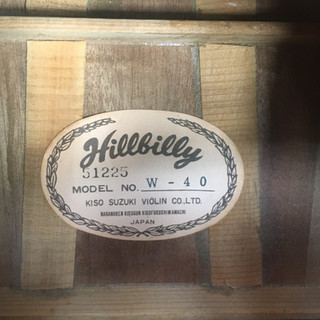 Hillbilly
51225
MODEL NO. W-40
KISO SUZUKI VIOLIN CO., LTD.
JAPAN